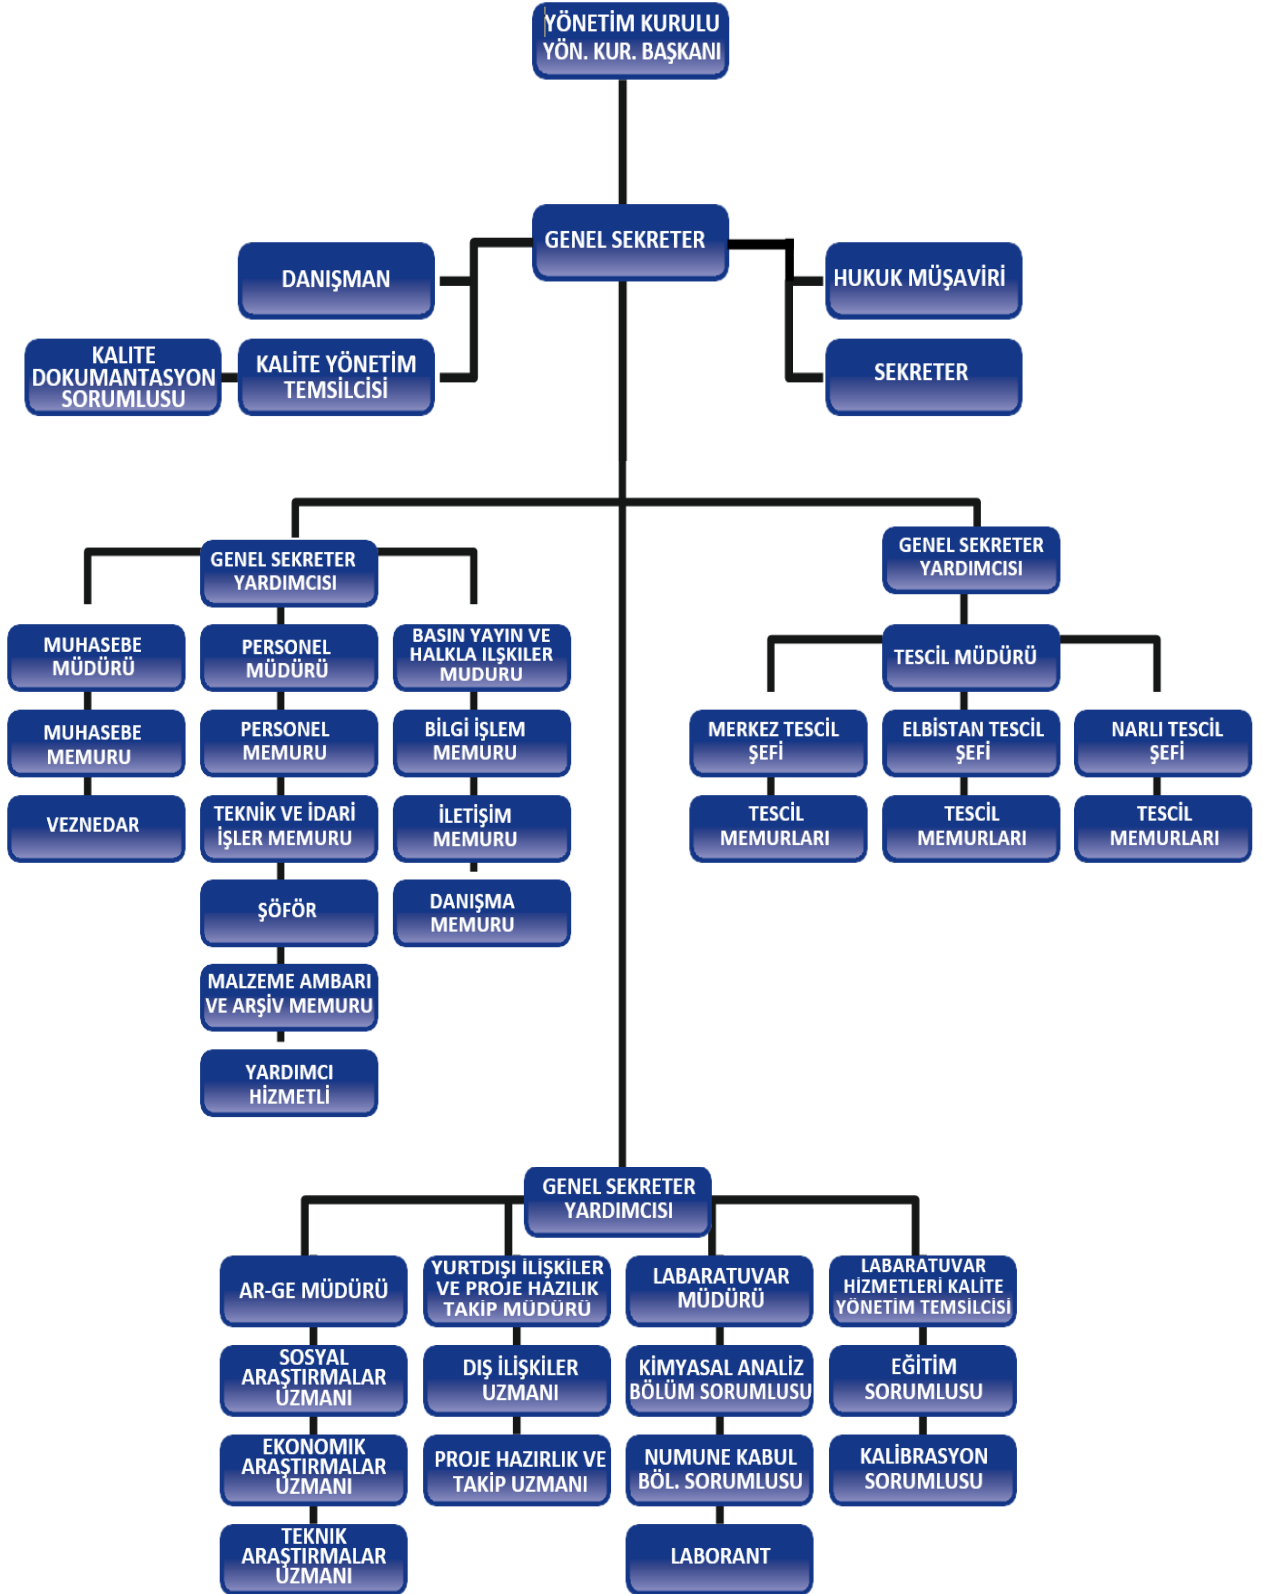 YÖNETİM KURULU
YÖN. KUR. BAŞKANI
GENEL SEKRETER
DANIŞMAN
HUKUK MÜŞAVİRİ
KALITE
DOKUMANTASYON
SORUMLUSU
KALİTE YÖNETİM
TEMSİLCİSİ
SEKRETER
GENEL SEKRETER
YARDIMCISI
GENEL SEKRETER
YARDIMCISI
MUHASEBE
MÜDÜRÜ
PERSONEL
MÜDÜRÜ
BASIN YAYIN VE
HALKLA ILŞKILER
MUDURU
TESCİL MÜDÜRÜ
MUHASEBE
MEMURU
PERSONEL
MEMURU
BİLGİ İŞLEM
MEMURU
MERKEZ TESCİL
ŞEFİ
ELBİSTAN TESCİL
ŞEFİ
NARLI TESCİL
ŞEFİ
VEZNEDAR
TEKNİK VE İDARİ
İŞLER MEMURU
İLETİŞİM
MEMURU
TESCİL
MEMURLARI
TESCİL
MEMURLARI
TESCİL
MEMURLARI
ŞÖFÖR
DANIŞMA
MEMURU
MALZEME AMBARI
VE ARŞİV MEMURU
YARDIMCI
HİZMETLİ
GENEL SEKRETER
YARDIMCISI
AR-GE MÜDÜRÜ
YURTDIŞI İLİŞKİLER
VE PROJE HAZILIK
TAKİP MÜDÜRÜ
LABARATUVAR
MÜDÜRÜ
LABARATUVAR
HİZMETLERİ KALİTE
YÖNETİM TEMSİLCİSİ
SOSYAL
ARAŞTIRMALAR
UZMANI
DIŞ İLİŞKİLER
UZMANI
KİMYASAL ANALİZ
BÖLÜM SORUMLUSU
EĞİTİM
SORUMLUSU
EKONOMIK
ARAŞTIRMALAR
UZMANI
PROJE HAZIRLIK VE
TAKİP UZMANI
NUMUNE KABUL
BÖL. SORUMLUSU
KALİBRASYON
SORUMLUSU
TEKNIK
ARAŞTIRMALAR
UZMANI
LABORANT